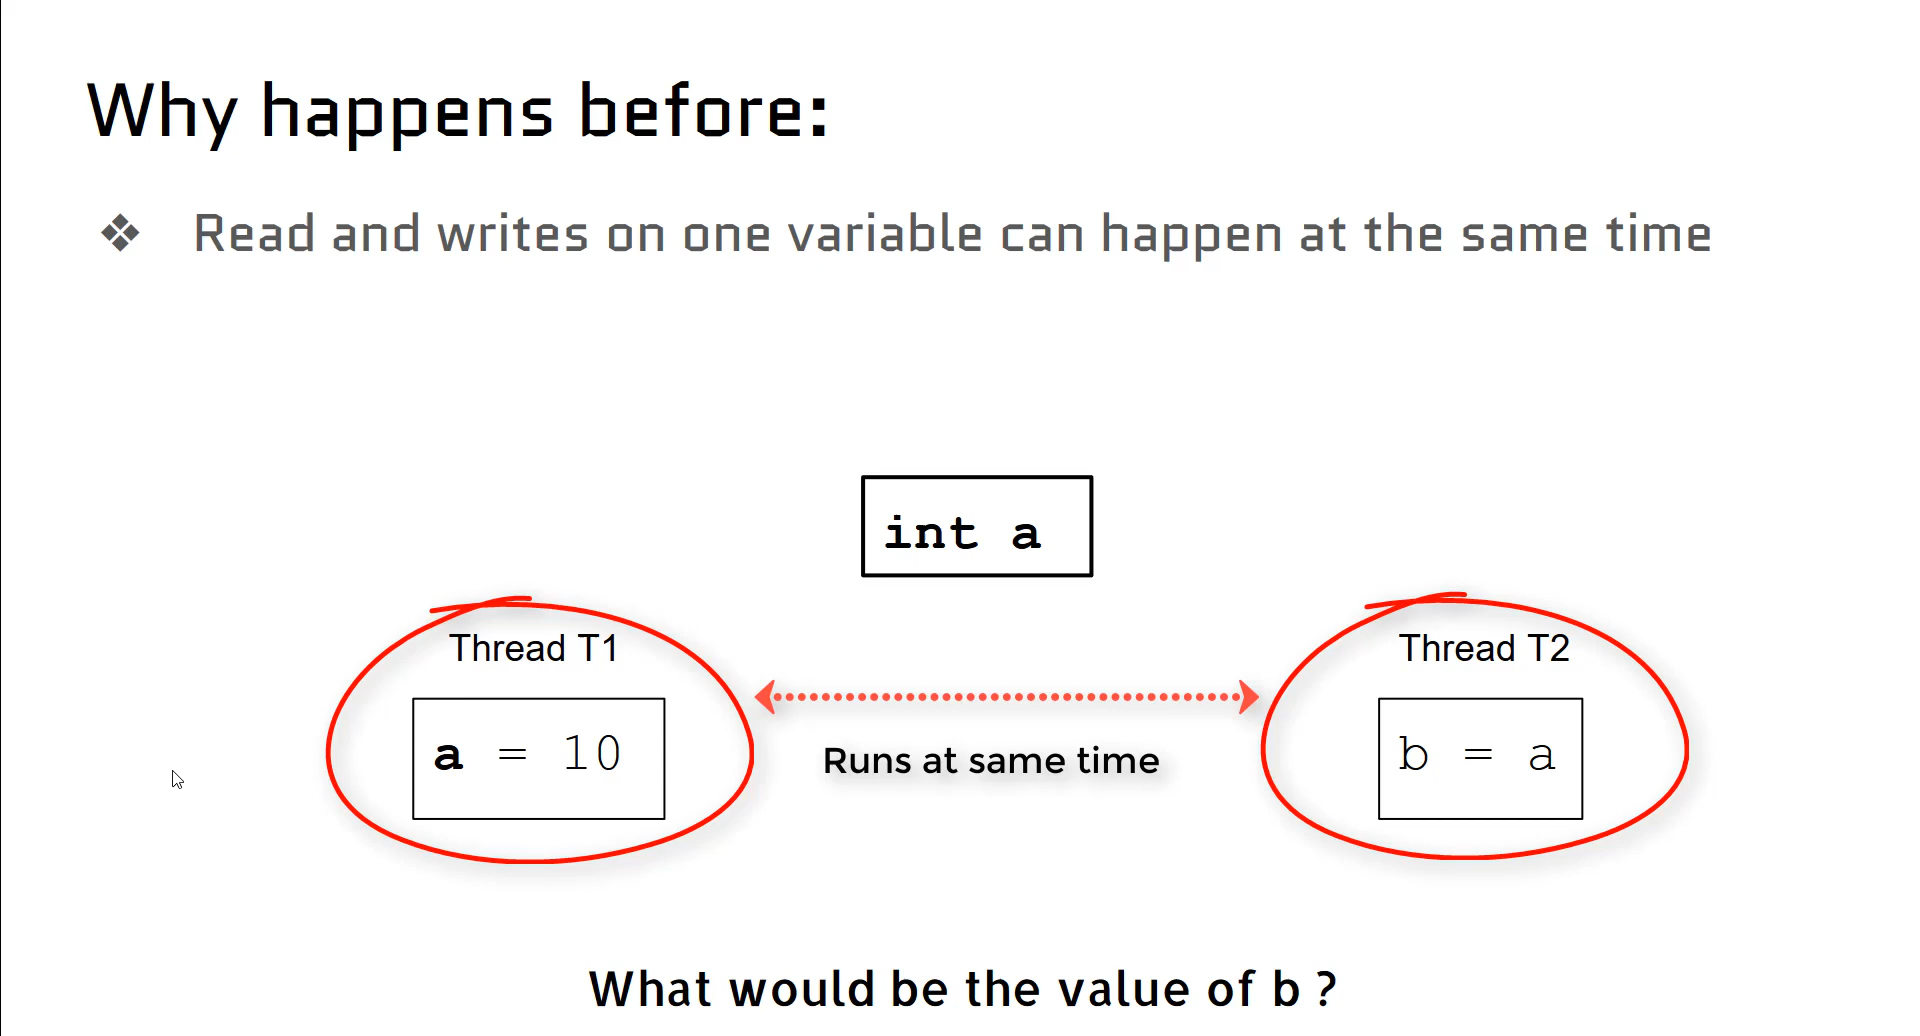 Why happens before:
Read and writes on one variable can happen at the same time
int a
Thread T1
Thread T2
a = 10
b = a
Runs at same time
What would be the value of b ?